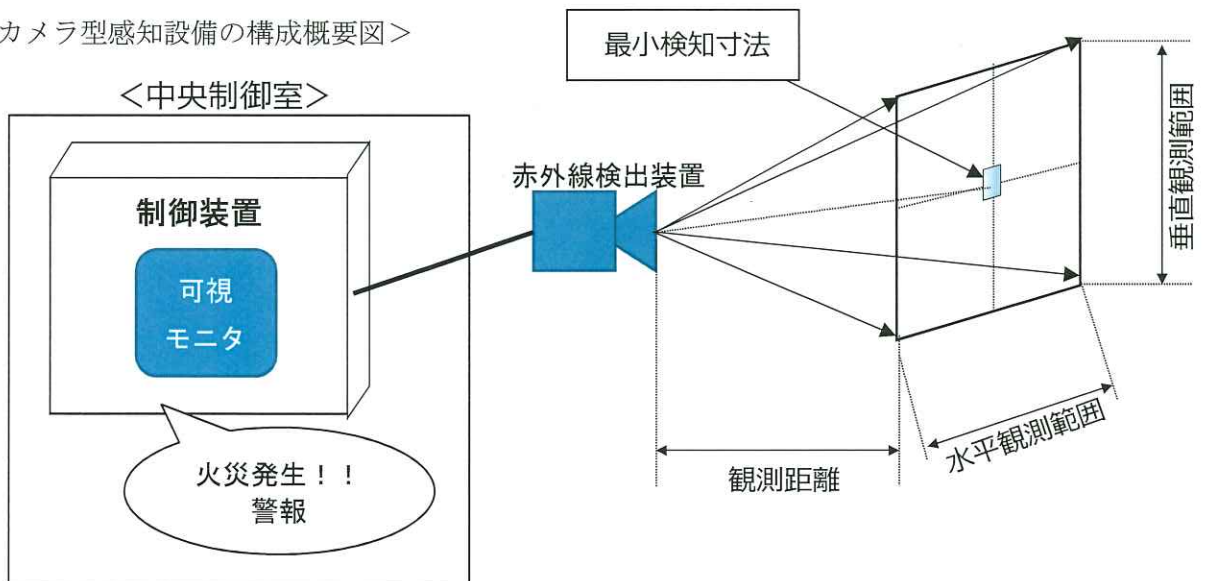 カメラ型感知設備の構成概要図＞
＜中央制御室＞
制御装置
可視
モニタ
火災発生！！
警報
赤外線検出装置
最小検知寸法
垂直観測範囲
水平観測範囲
観測距離